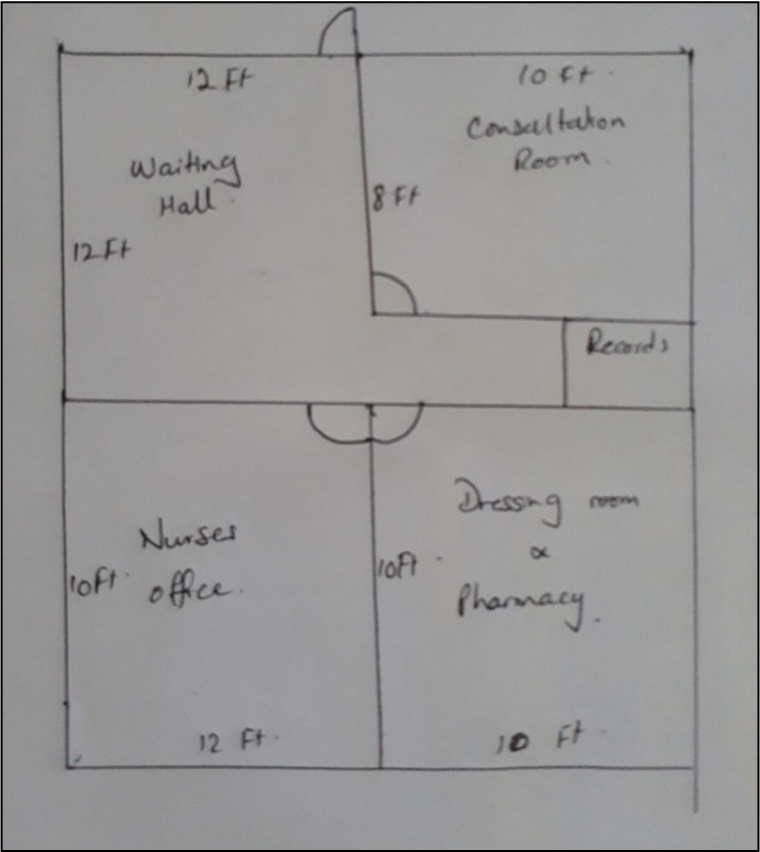 12 Ft
10 Ft.
Consultation
Room.
Waiting
Hall.
8 Ft
12 Ft
Records
Dressing room
&
Pharmacy.
Nurses
office.
10Ft.
10Ft.
12 Ft.
10 Ft.